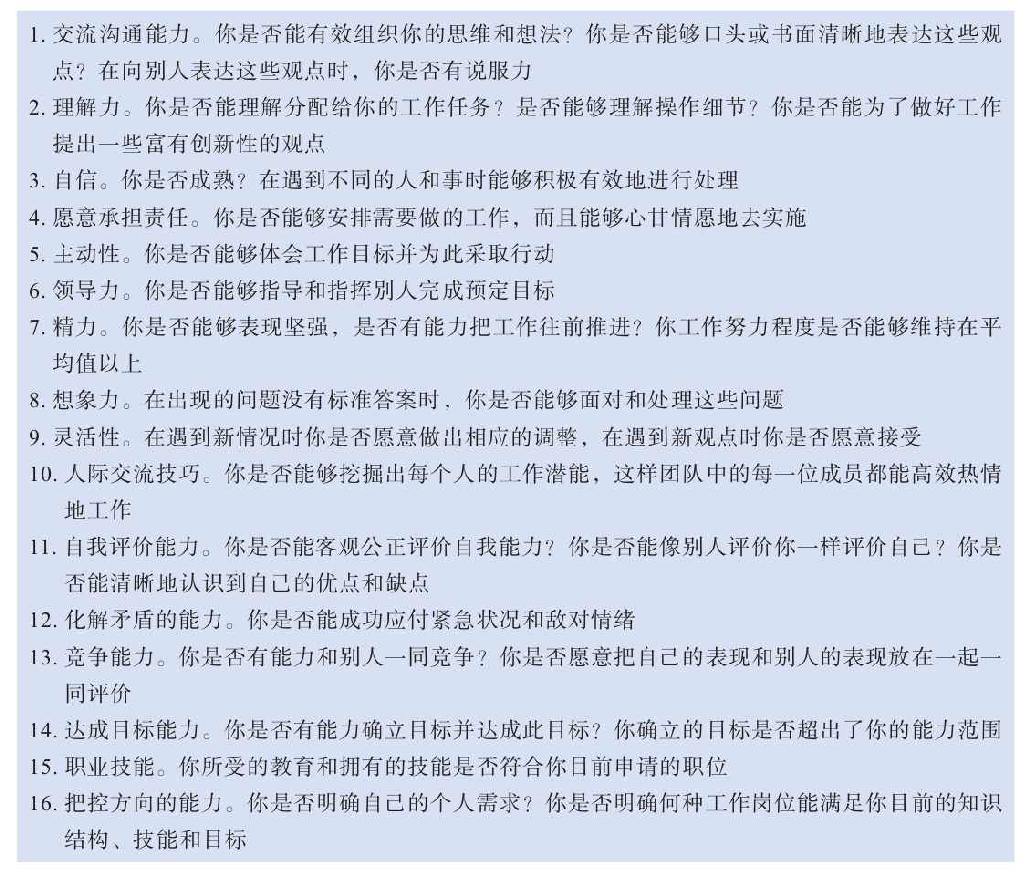 1. 交流沟通能力。你是否能有效组织你的思维和想法？你是否能够口头或书面清晰地表达这些观
点？在向别人表达这些观点时，你是否有说服力
2. 理解力。你是否能理解分配给你的工作任务？是否能够理解操作细节？你是否能为了做好工作
提出一些富有创新性的观点
3. 自信。你是否成熟？在遇到不同的人和事时能够积极有效地进行处理
4. 愿意承担责任。你是否能够安排需要做的工作，而且能够心甘情愿地去实施
5. 主动性。你是否能够体会工作目标并为此采取行动
6. 领导力。你是否能够指导和指挥别人完成预定目标
7. 精力。你是否能够表现坚强，是否有能力把工作往前推进？你工作努力程度是否能够维持在平
均值以上
8. 想象力。在出现的问题没有标准答案时，你是否能够面对和处理这些问题
9. 灵活性。在遇到新情况时你是否愿意做出相应的调整，在遇到新观点时你是否愿意接受
10. 人际交流技巧。你是否能够挖掘出每个人的工作潜能，这样团队中的每一位成员都能高效热情
地工作
11. 自我评价能力。你是否能客观公正评价自我能力？你是否能像别人评价你一样评价自己？你是
否能清晰地认识到自己的优点和缺点
12. 化解矛盾的能力。你是否能成功应付紧急状况和敌对情绪
13. 竞争能力。你是否有能力和别人一同竞争？你是否愿意把自己的表现和别人的表现放在一起一
同评价
14. 达成目标能力。你是否有能力确立目标并达成此目标？你确立的目标是否超出了你的能力范围
15. 职业技能。你所受的教育和拥有的技能是否符合你目前申请的职位
16. 把控方向的能力。你是否明确自己的个人需求？你是否明确何种工作岗位能满足你目前的知识
结构、技能和目标